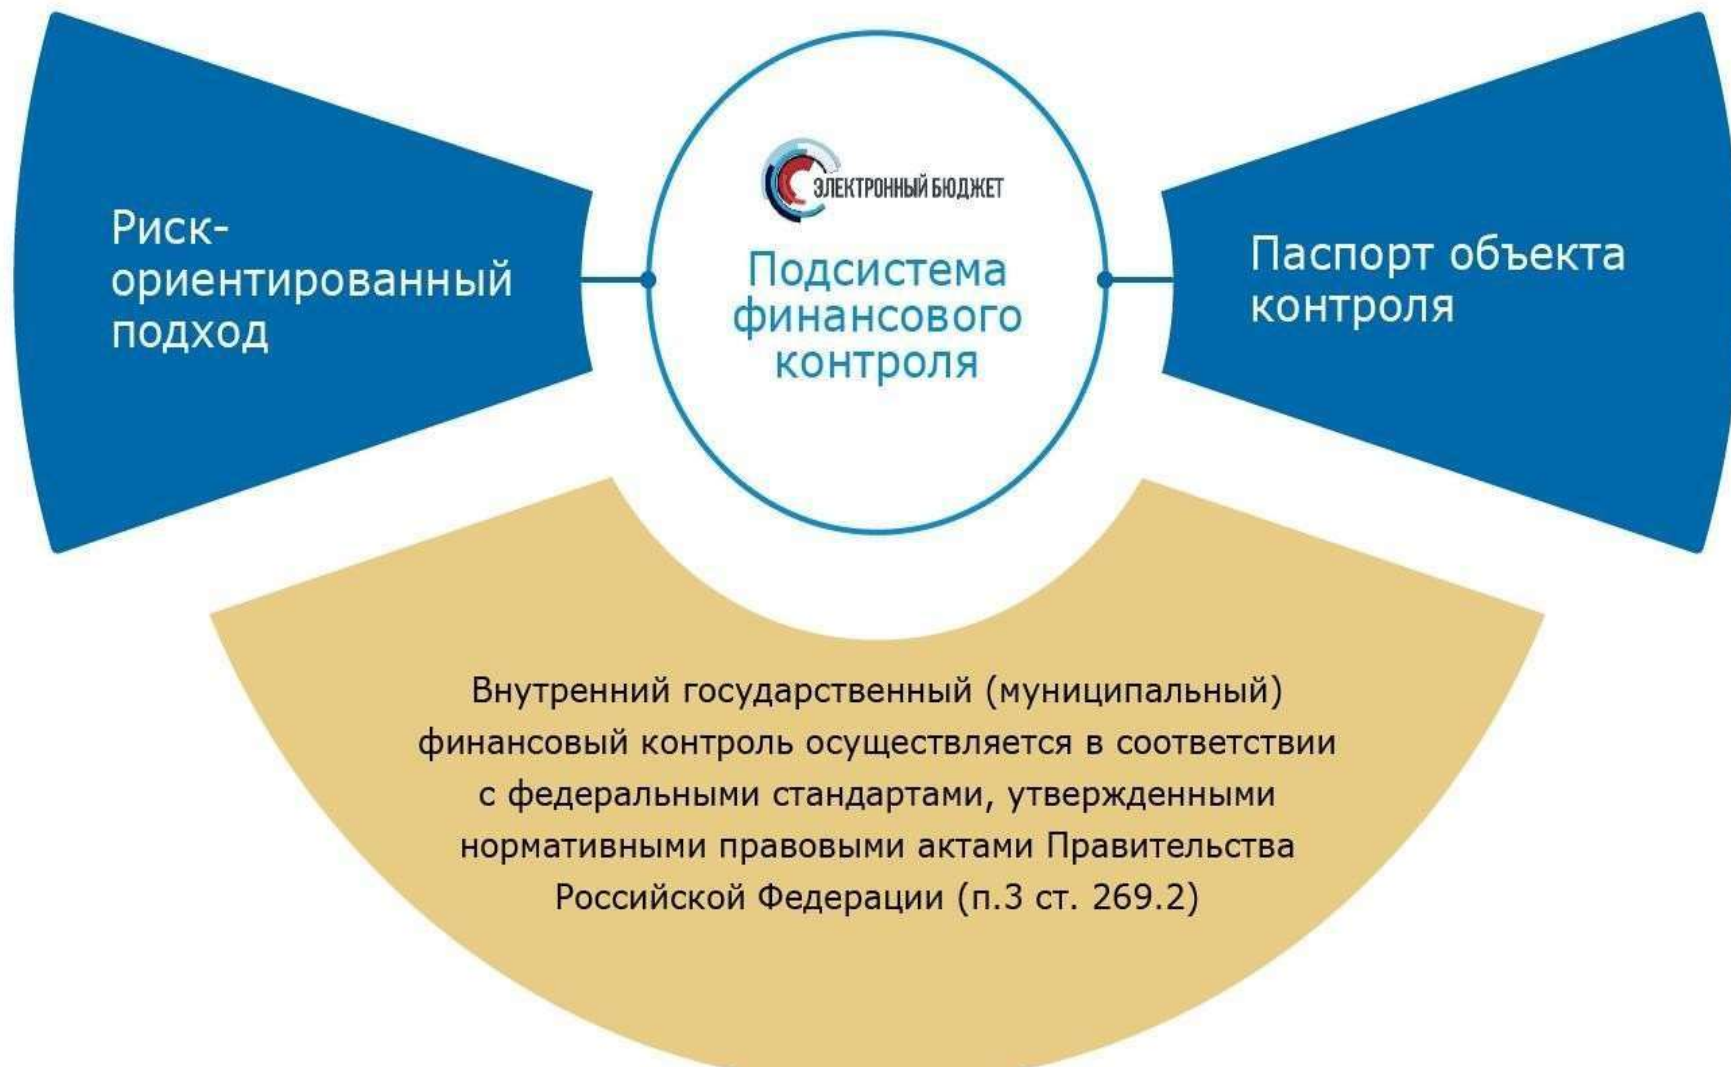 Риск-
ориентированный
подход
ЭЛЕКТРОННЫЙ БЮДЖЕТ
Подсистема
финансового
контроля
Паспорт объекта
контроля
Внутренний государственный (муниципальный)
финансовый контроль осуществляется в соответствии
с федеральными стандартами, утвержденными
нормативными правовыми актами Правительства
Российской Федерации (п.3 ст. 269.2)